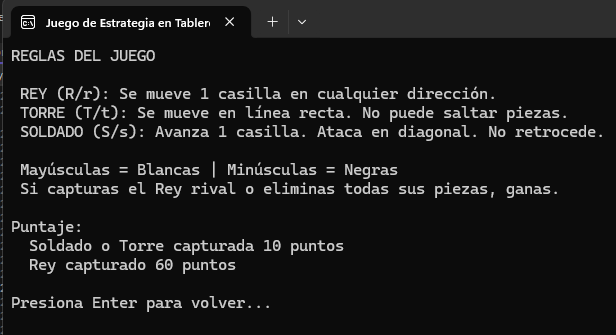 Juego de Estrategia en Tablero
REGLAS DEL JUEGO
REY (R/r): Se mueve 1 casilla en cualquier dirección.
TORRE (T/t): Se mueve en línea recta. No puede saltar piezas.
SOLDADO (S/s): Avanza 1 casilla. Ataca en diagonal. No retrocede.
Mayúsculas = Blancas | Minúsculas = Negras
Si capturas el Rey rival o eliminas todas sus piezas, ganas.
Puntaje:
Soldado o Torre capturada 10 puntos
Rey capturado 60 puntos
Presiona Enter para volver...